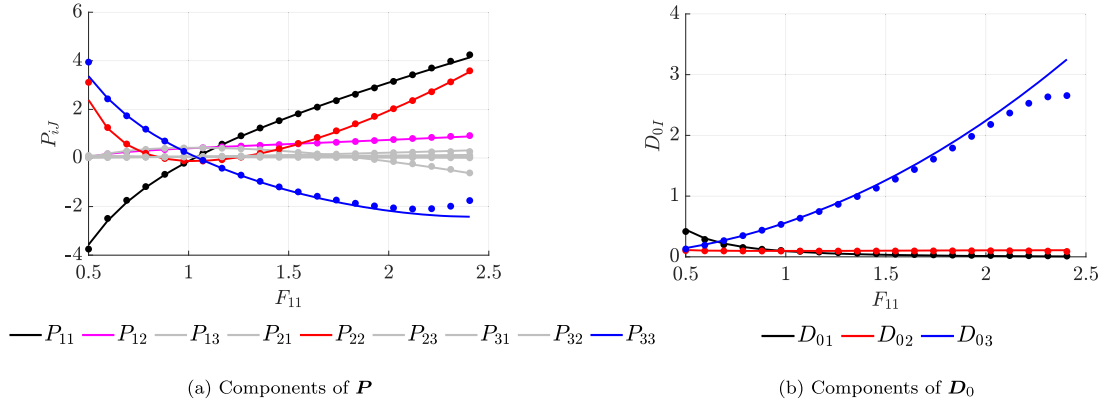 6
4
2
0
-2
-4
0.5
1
1.5
2
2.5
P_{iJ}
F_{11}
P_{11} P_{12} P_{13} P_{21} P_{22} P_{23} P_{31} P_{32} P_{33}
(a) Components of P
4
3
2
1
0
0.5
1
1.5
2
2.5
D_{0I}
F_{11}
D_{01} D_{02} D_{03}
(b) Components of D_0